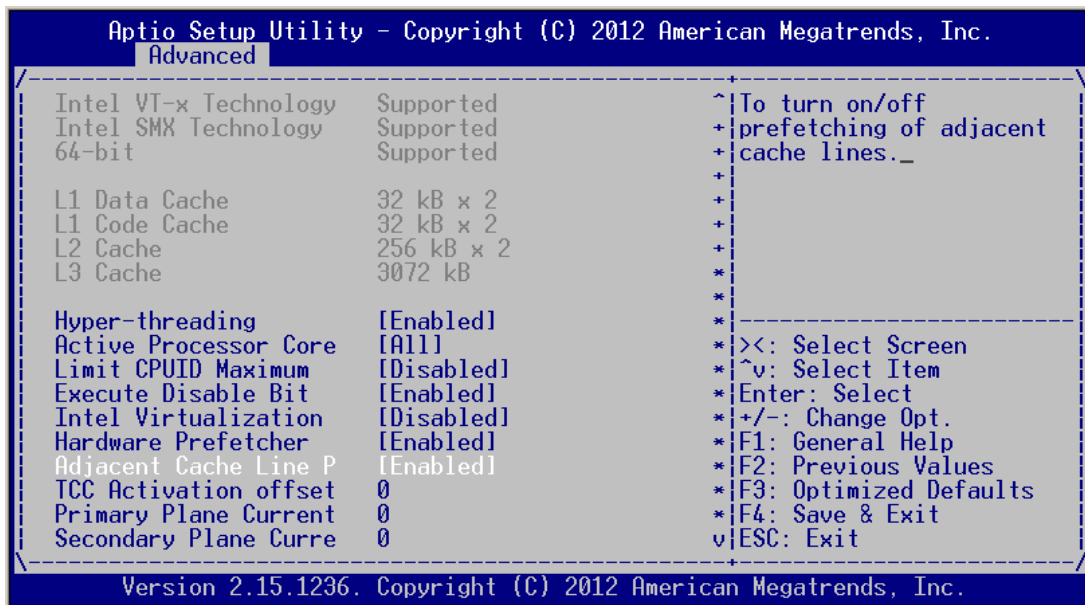 Aptio Setup Utility - Copyright (C) 2012 American Megatrends, Inc.
Advanced
Intel VT-x Technology Supported
Intel SMX Technology Supported
64-bit Supported
L1 Data Cache 32 kB x 2
L1 Code Cache 32 kB x 2
L2 Cache 256 kB x 2
L3 Cache 3072 kB
Hyper-threading [Enabled]
Active Processor Core [All]
Limit CPUID Maximum [Disabled]
Execute Disable Bit [Enabled]
Intel Virtualization [Disabled]
Hardware Prefetcher [Enabled]
Adjacent Cache Line P [Enabled]
TCC Activation offset 0
Primary Plane Current 0
Secondary Plane Curre 0
To turn on/off
prefetching of adjacent
cache lines._
><: Select Screen
^v: Select Item
Enter: Select
+/-: Change Opt.
F1: General Help
F2: Previous Values
F3: Optimized Defaults
F4: Save & Exit
ESC: Exit
Version 2.15.1236. Copyright (C) 2012 American Megatrends, Inc.